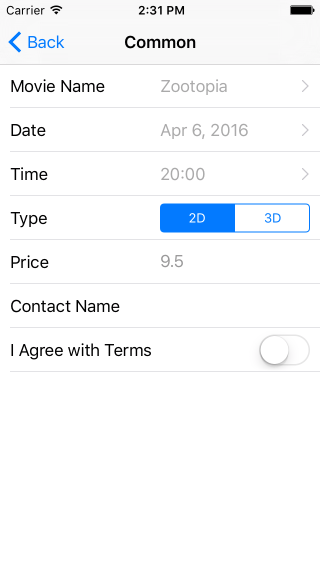 Carrier 2:31 PM
Back Common
Movie Name Zootopia
Date Apr 6, 2016
Time 20:00
Type 2D 3D
Price 9.5
Contact Name
I Agree with Terms